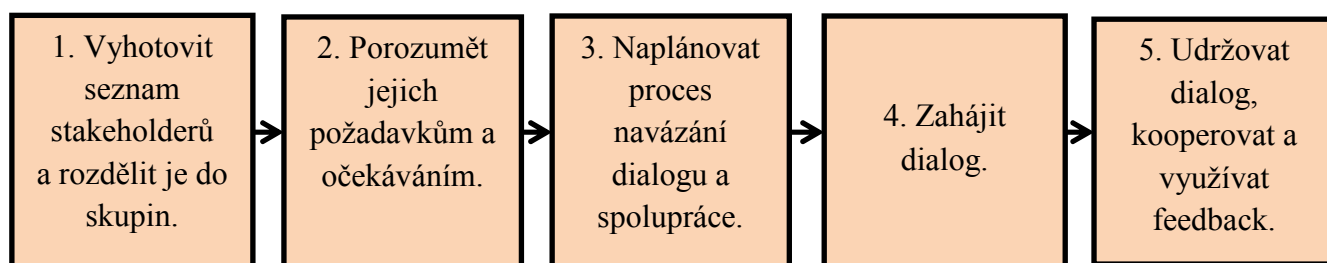 1. Vyhotovit
seznam
stakeholderů
a rozdělit je do
skupin.
2. Porozumět
jejich
požadavkům a
očekáváním.
3. Naplánovat
proces
navázání
dialogu a
spolupráce.
4. Zahájit
dialog.
5. Udržovat
dialog,
kooperovat a
využívat
feedback.